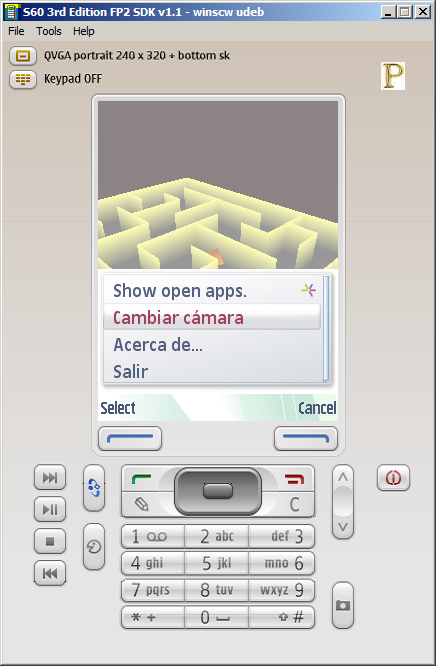 S60 3rd Edition FP2 SDK v1.1 - winscw udeb
File Tools Help
QVGA portrait 240 x 320 + bottom sk
Keypad OFF
P
Show open apps.
Cambiar cámara
Acerca de...
Salir
Select Cancel
C
1 2 abc def 3
4 ghi 5 jkl mno 6
7 pqrs 8 tuv wxyz 9
* + 0 #